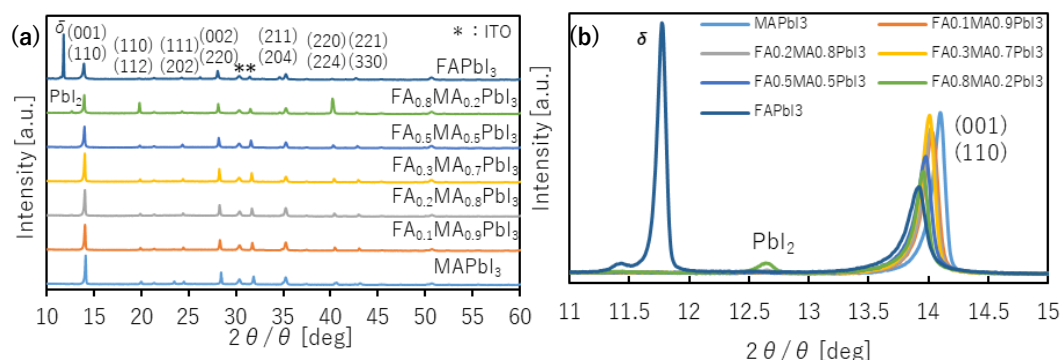 (a)
Intensity [a.u.]
δ (001) (110) (111) (002) (211) (220) (221) * : ITO
(110) (112) (202) (220) (204) (224) (330)
** FAPbI3
PbI2 FA0.8MA0.2PbI3
FA0.5MA0.5PbI3
FA0.3MA0.7PbI3
FA0.2MA0.8PbI3
FA0.1MA0.9PbI3
MAPbI3
10 15 20 25 30 35 40 45 50 55 60
2θ/θ [deg]
(b)
Intensity [a.u.]
MAPbI3 FA0.1MA0.9PbI3
FA0.2MA0.8PbI3 FA0.3MA0.7PbI3
FA0.5MA0.5PbI3 FA0.8MA0.2PbI3
FAPbI3
δ
(001)
(110)
PbI2
11 11.5 12 12.5 13 13.5 14 14.5 15
2θ/θ [deg]